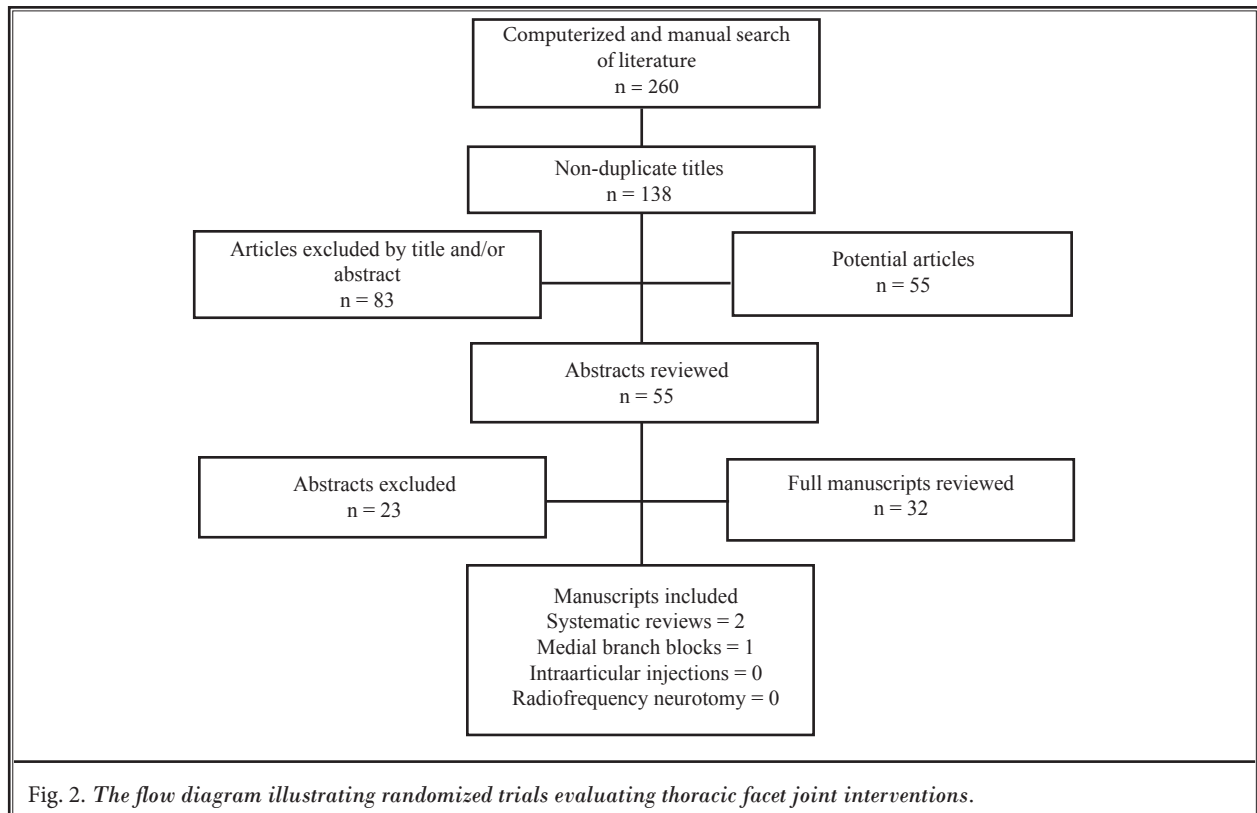 Computerized and manual search
of literature
n = 260
Non-duplicate titles
n = 138
Articles excluded by title and/or
abstract
n = 83
Potential articles
n = 55
Abstracts reviewed
n = 55
Abstracts excluded
n = 23
Full manuscripts reviewed
n = 32
Manuscripts included
Systematic reviews = 2
Medial branch blocks = 1
Intraarticular injections = 0
Radiofrequency neurotomy = 0
Fig. 2. The flow diagram illustrating randomized trials evaluating thoracic facet joint interventions.